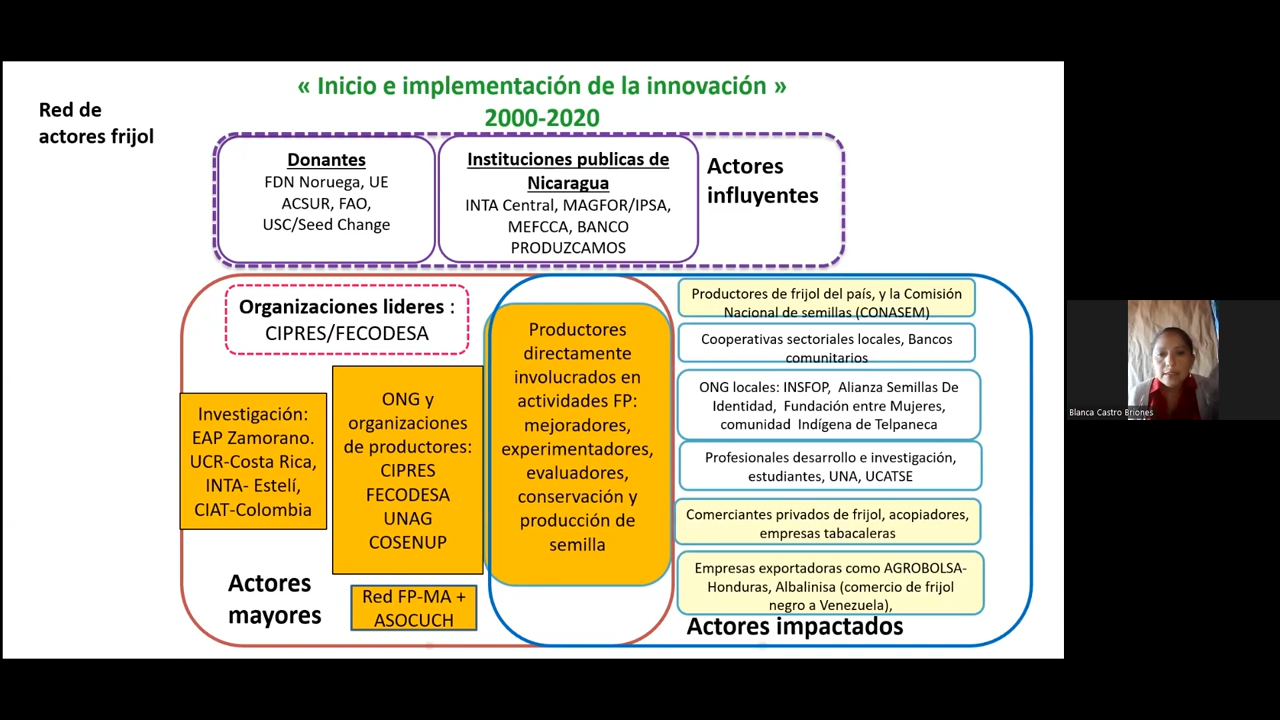 « Inicio e implementación de la innovación »
2000-2020
Red de
actores frijol
Donantes
FDN Noruega, UE
ACSUR, FAO,
USC/Seed Change
Instituciones publicas de
Nicaragua
INTA Central, MAGFOR/IPSA,
MEFCCA, BANCO
PRODUZCAMOS
Actores
influyentes
Organizaciones lideres :
CIPRES/FECODESA
Investigación:
EAP Zamorano.
UCR-Costa Rica,
INTA- Estelí,
CIAT-Colombia
ONG y
organizaciones
de productores:
CIPRES
FECODESA
UNAG
COSENUP
Actores
mayores
Red FP-MA +
ASOCUCH
Productores
directamente
involucrados en
actividades FP:
mejoradores,
experimentadores,
evaluadores,
conservación y
producción de
semilla
Productores de frijol del país, y la Comisión
Nacional de semillas (CONASEM)
Cooperativas sectoriales locales, Bancos
comunitarios
ONG locales: INSFOP, Alianza Semillas De
Identidad, Fundación entre Mujeres,
comunidad Indígena de Telpaneca
Profesionales desarrollo e investigación,
estudiantes, UNA, UCATSE
Comerciantes privados de frijol, acopiadores,
empresas tabacaleras
Empresas exportadoras como AGROBOLSA-
Honduras, Albalinisa (comercio de frijol
negro a Venezuela),
Actores impactados
Blanca Castro Briones